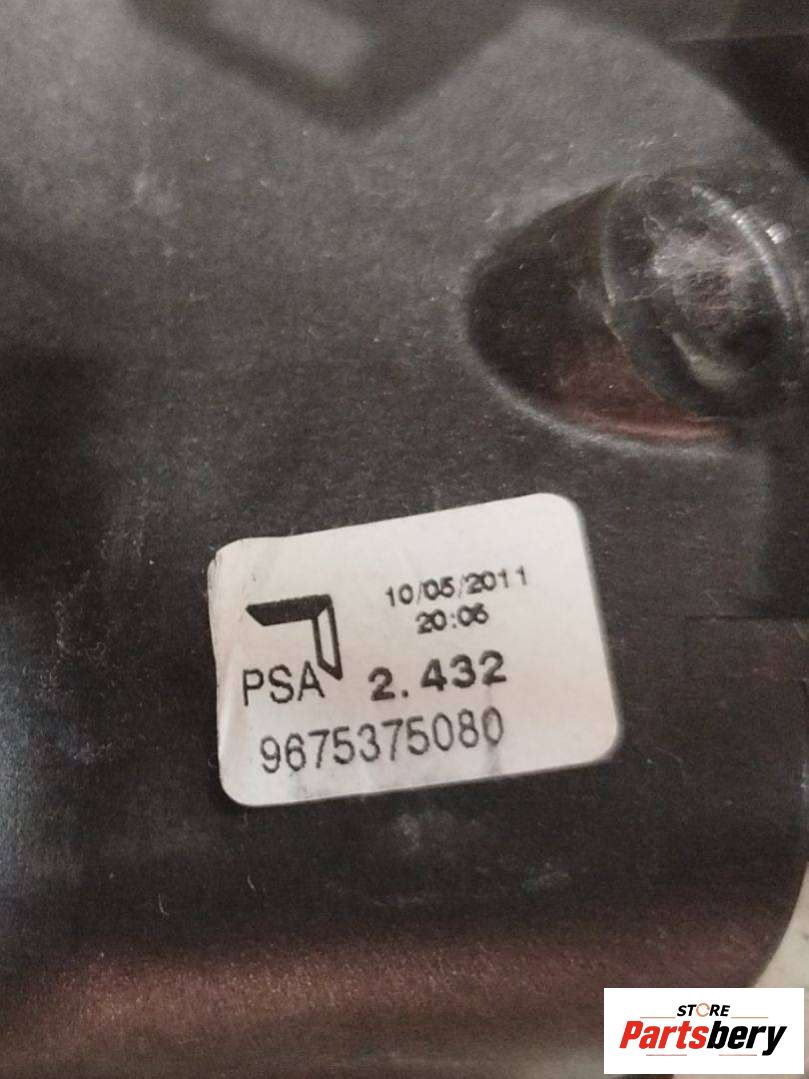 10/05/2011
20:06
PSA 2.432
9675375080
STORE
Partsbery